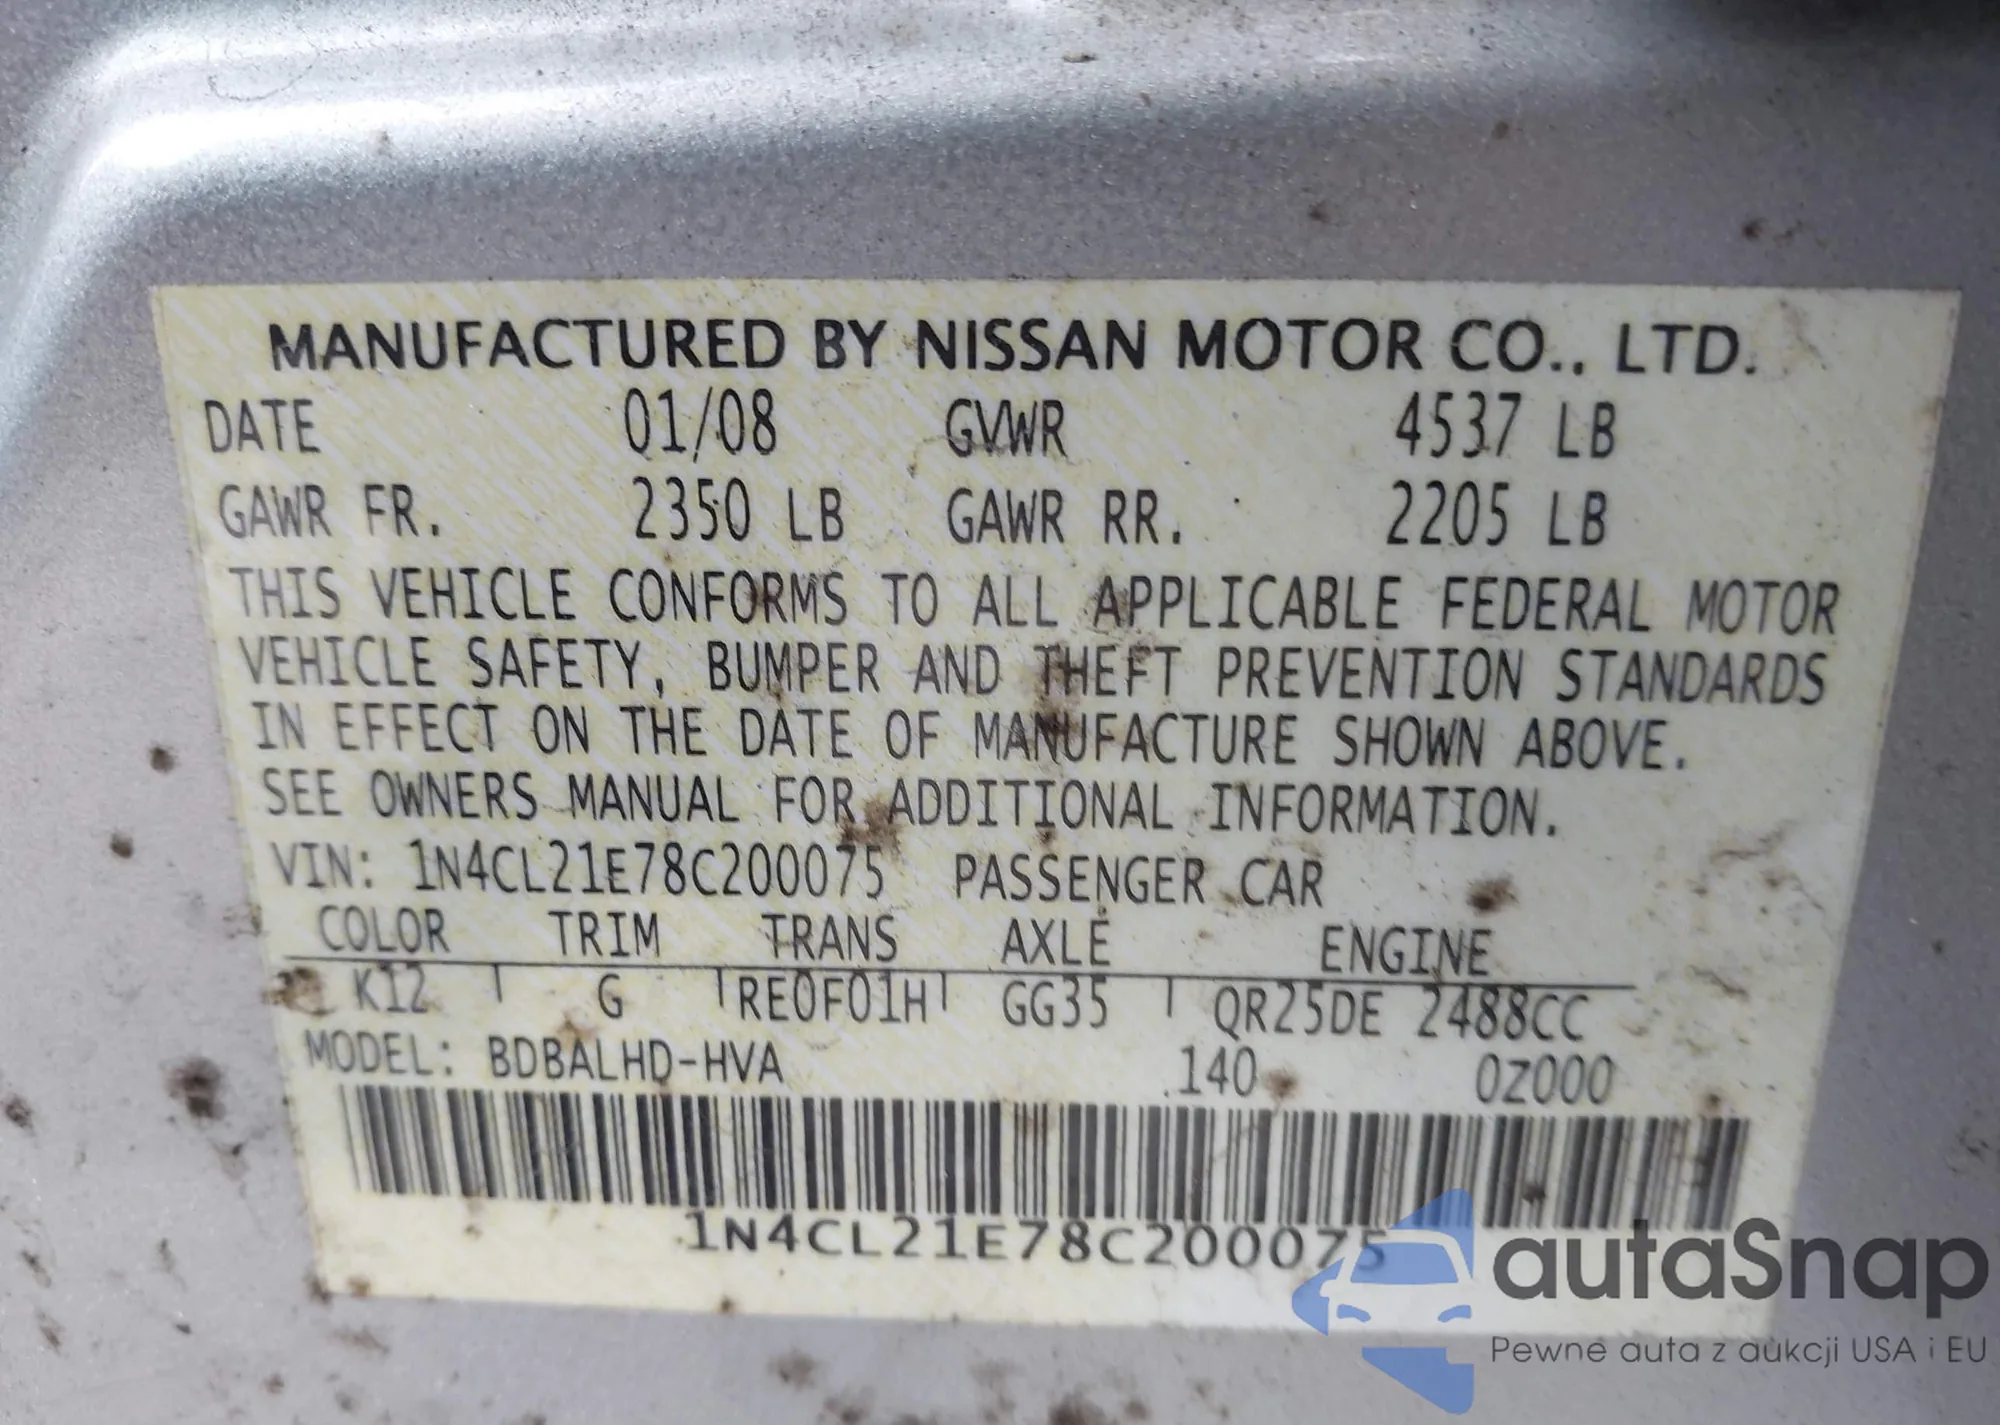 MANUFACTURED BY NISSAN MOTOR CO., LTD.
DATE 01/08 GVWR 4537 LB
GAWR FR. 2350 LB GAWR RR. 2205 LB
THIS VEHICLE CONFORMS TO ALL APPLICABLE FEDERAL MOTOR
VEHICLE SAFETY, BUMPER AND THEFT PREVENTION STANDARDS
IN EFFECT ON THE DATE OF MANUFACTURE SHOWN ABOVE.
SEE OWNERS MANUAL FOR ADDITIONAL INFORMATION.
VIN: 1N4CL21E78C200075 PASSENGER CAR
COLOR TRIM TRANS AXLE ENGINE
K12 G RE0F01H GG35 QR25DE 2488CC
MODEL: BDBALHD-HVA 140 0Z000
1N4CL21E78C200075
autaSnap
Pewne auta z aukcji USA i EU